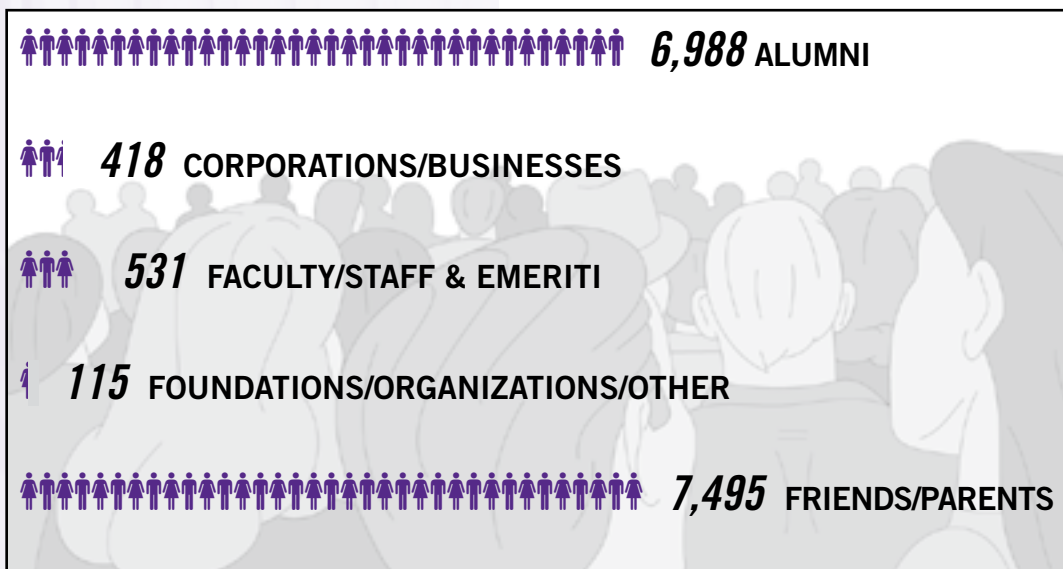 6,988 ALUMNI
418 CORPORATIONS/BUSINESSES
531 FACULTY/STAFF & EMERITI
115 FOUNDATIONS/ORGANIZATIONS/OTHER
7,495 FRIENDS/PARENTS